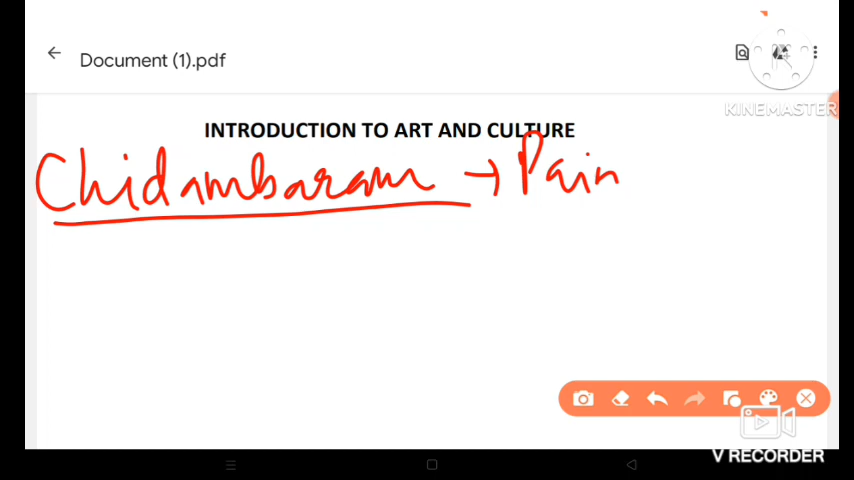 Document (1).pdf
KINEMASTER
INTRODUCTION TO ART AND CULTURE
Chidambaram → Pain
V RECORDER